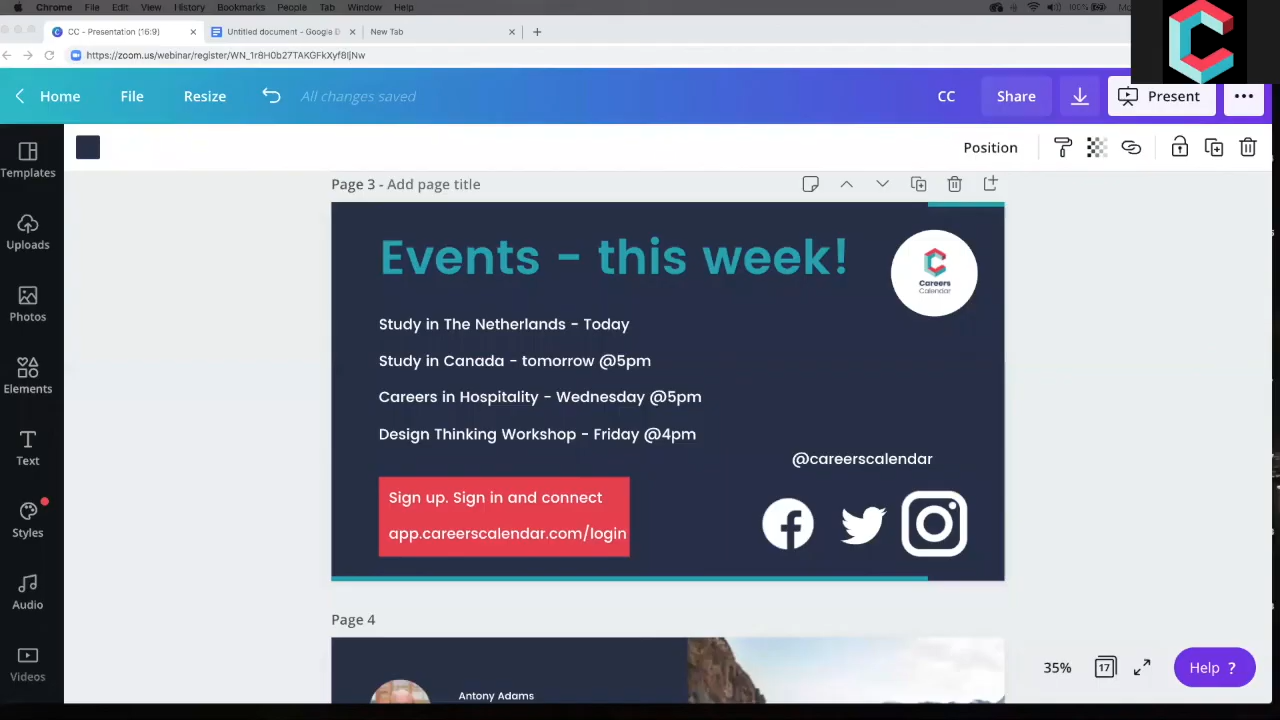 Chrome File Edit View History Bookmarks People Tab Window Help 100%
CC - Presentation (16:9) Untitled document - Google D New Tab
https://zoom.us/webinar/register/WN_1r8H0b27TAKGFkXyf8IjNw
Home File Resize All changes saved CC Share Present
Position
Templates
Uploads
Photos
Elements
Text
Styles
Audio
Videos
Page 3 - Add page title
Events - this week!
Careers
Calendar
Study in The Netherlands - Today
Study in Canada - tomorrow @5pm
Careers in Hospitality - Wednesday @5pm
Design Thinking Workshop - Friday @4pm
@careerscalendar
Sign up. Sign in and connect
app.careerscalendar.com/login
Page 4
Antony Adams
35% 17 Help ?